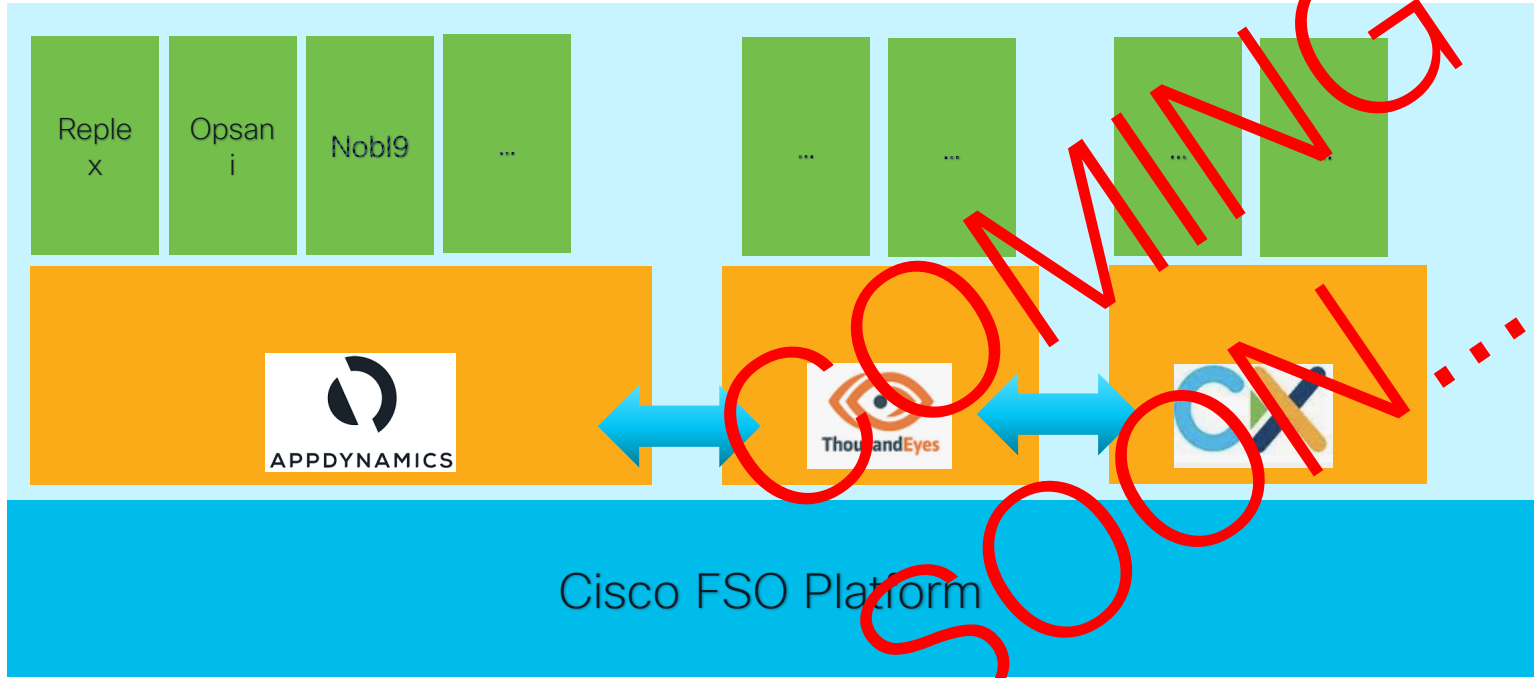 Reple
x
Opsan
i
Nobl9
...
...
...
...
...
APPDYNAMICS
ThousandEyes
CX
Cisco FSO Platform
COMING
SOON...